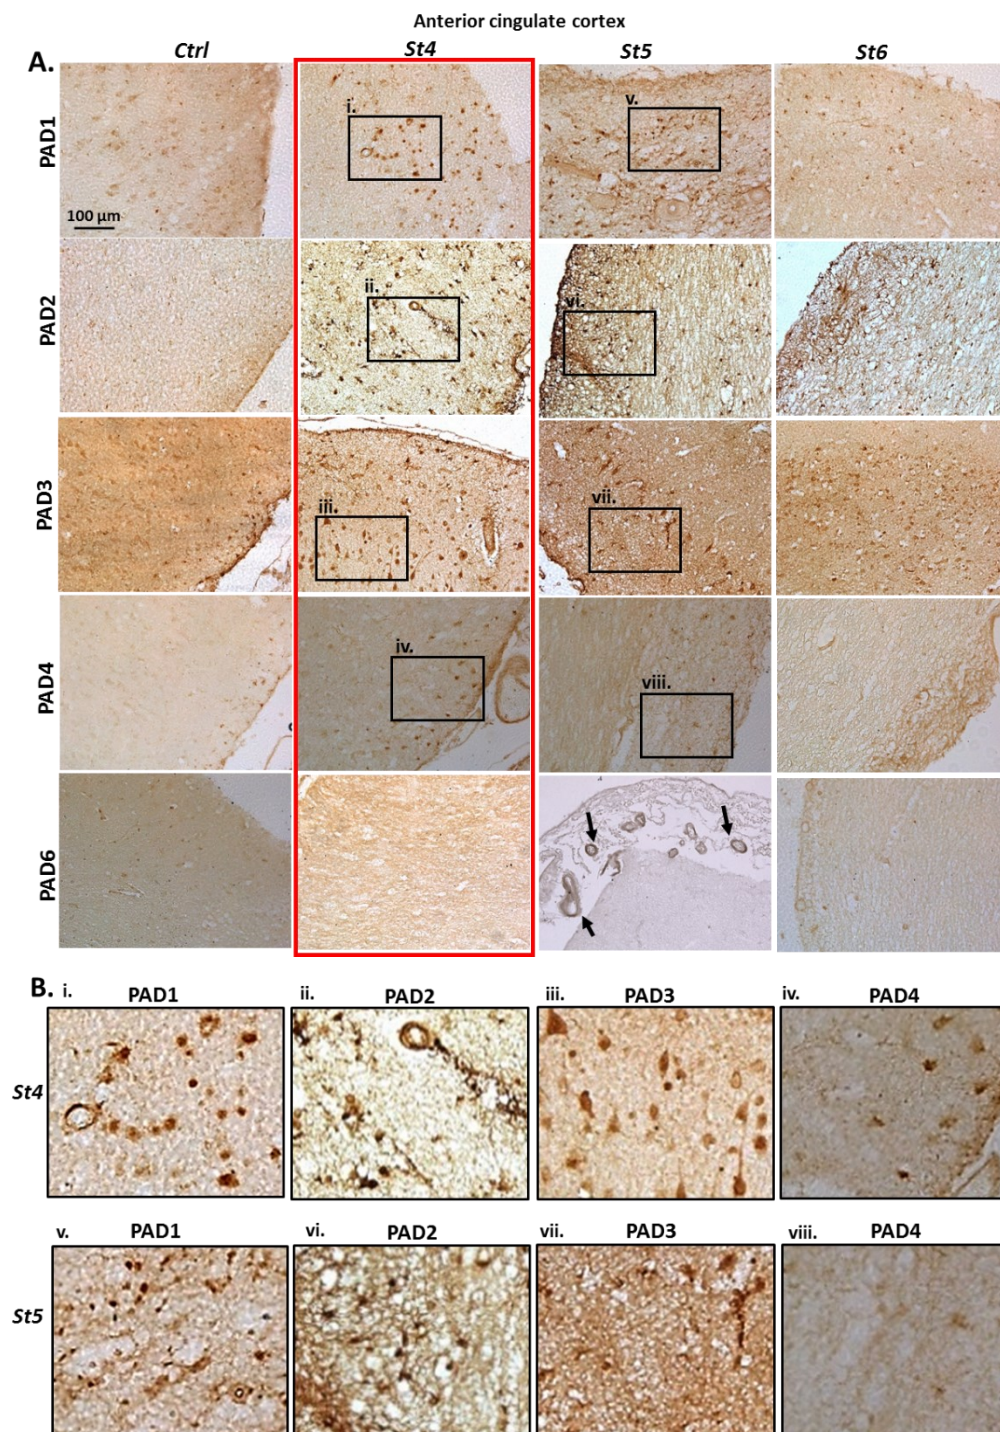 Anterior cingulate cortex
A. Ctrl St4 St5 St6
PAD1
i.
v.
100 µm
PAD2
ii.
vi.
PAD3
iii.
vii.
PAD4
iv.
viii.
PAD6
B. i. PAD1 ii. PAD2 iii. PAD3 iv. PAD4
St4
v. PAD1 vi. PAD2 vii. PAD3 viii. PAD4
St5